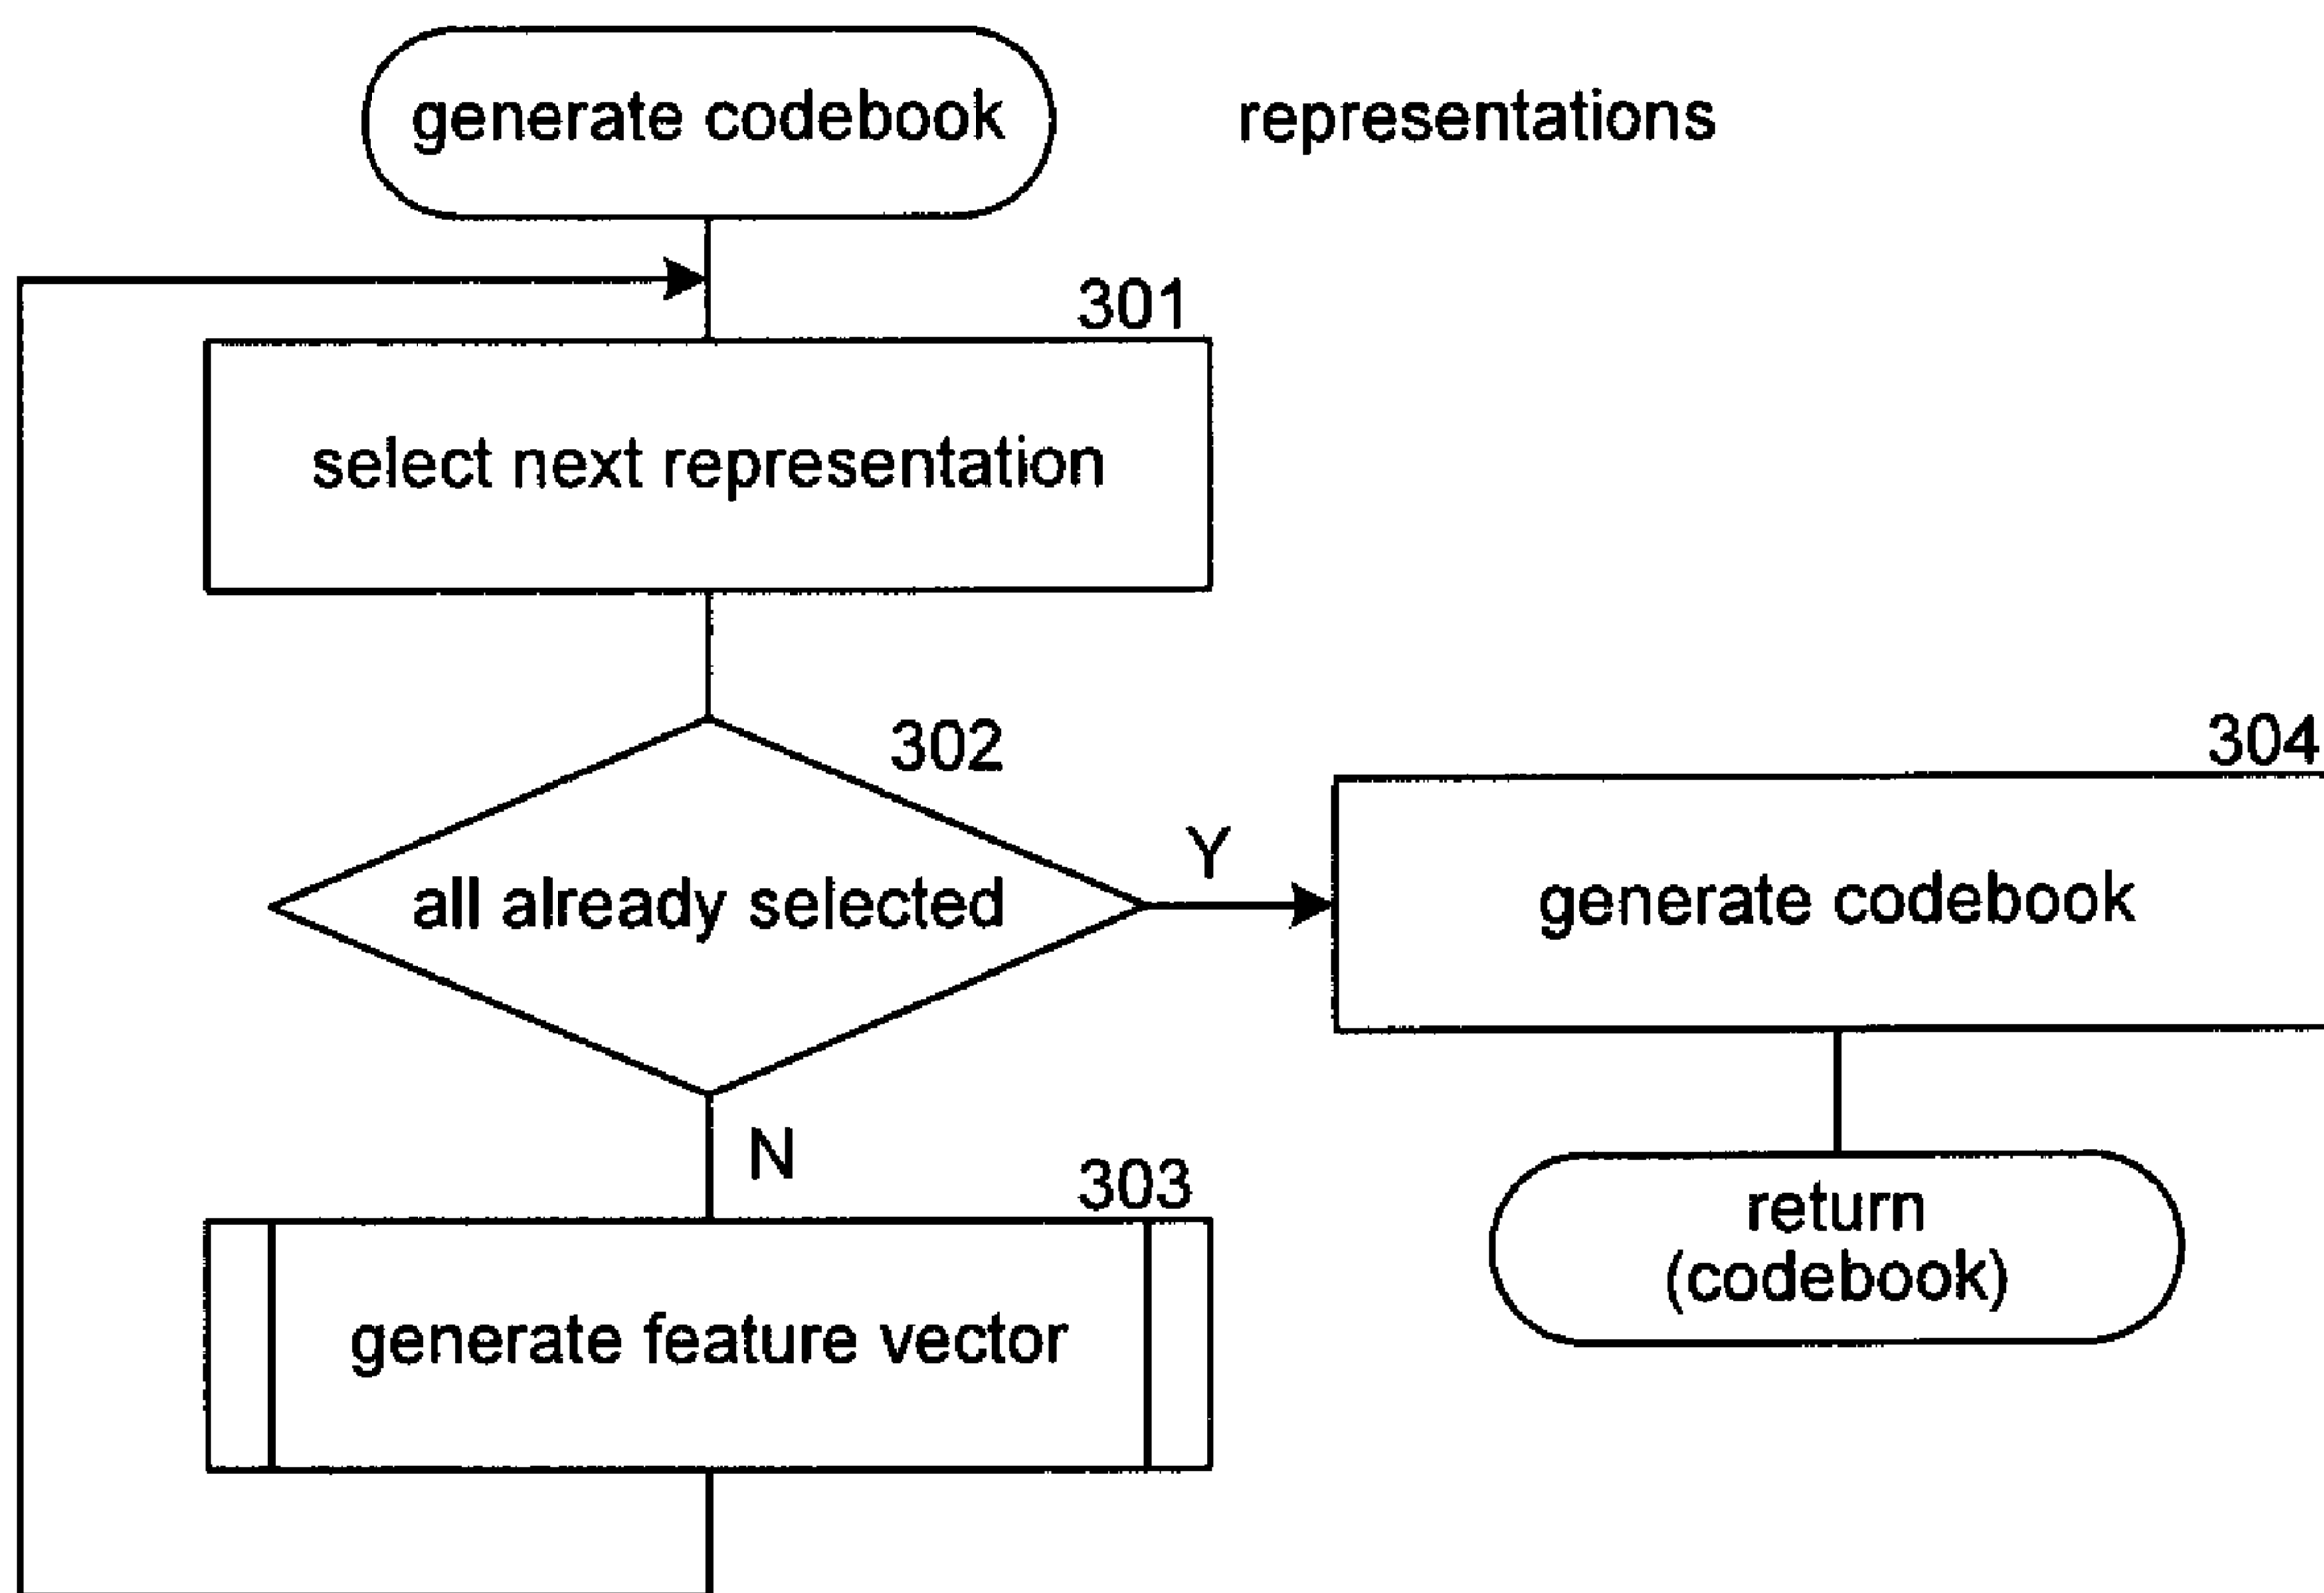 generate codebook
representations
301
select next representation
302
all already selected
Y
304
generate codebook
N
303
generate feature vector
return
(codebook)